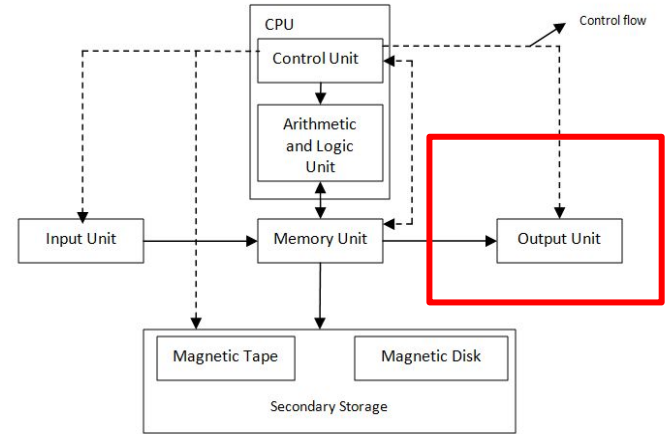 CPU
Control flow
Control Unit
Arithmetic
and Logic
Unit
Input Unit
Memory Unit
Output Unit
Magnetic Tape
Magnetic Disk
Secondary Storage